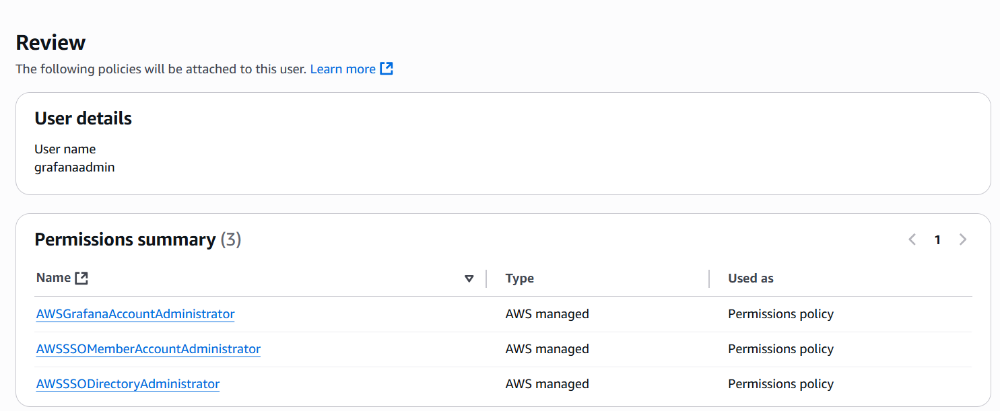 Review
The following policies will be attached to this user. Learn more
User details
User name
grafanaadmin
Permissions summary (3)
1
Name Type Used as
AWSGrafanaAccountAdministrator AWS managed Permissions policy
AWSSSOMemberAccountAdministrator AWS managed Permissions policy
AWSSSODirectoryAdministrator AWS managed Permissions policy